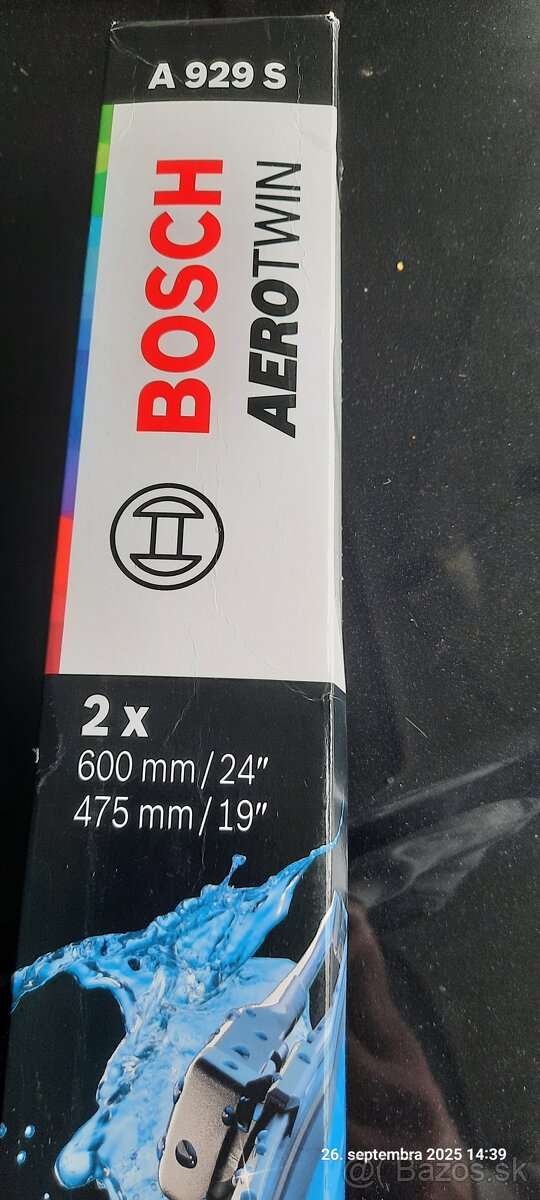 A 929 S
BOSCH
AEROTWIN
2 x
600 mm / 24"
475 mm / 19"
26. septembra 2025 14:39
Bazos.sk